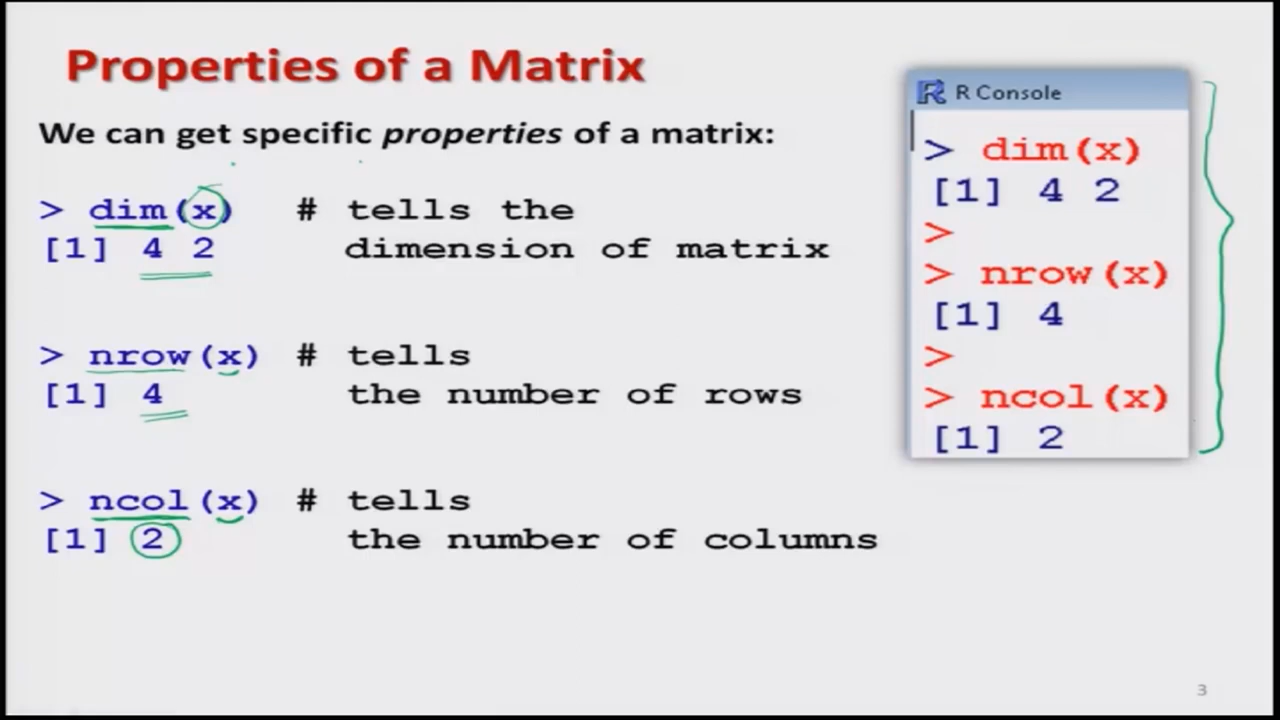 Properties of a Matrix
We can get specific properties of a matrix:
> dim(x) # tells the
[1] 4 2 dimension of matrix
> nrow(x) # tells
[1] 4 the number of rows
> ncol(x) # tells
[1] 2 the number of columns
R Console
> dim(x)
[1] 4 2
>
> nrow(x)
[1] 4
>
> ncol(x)
[1] 2
3